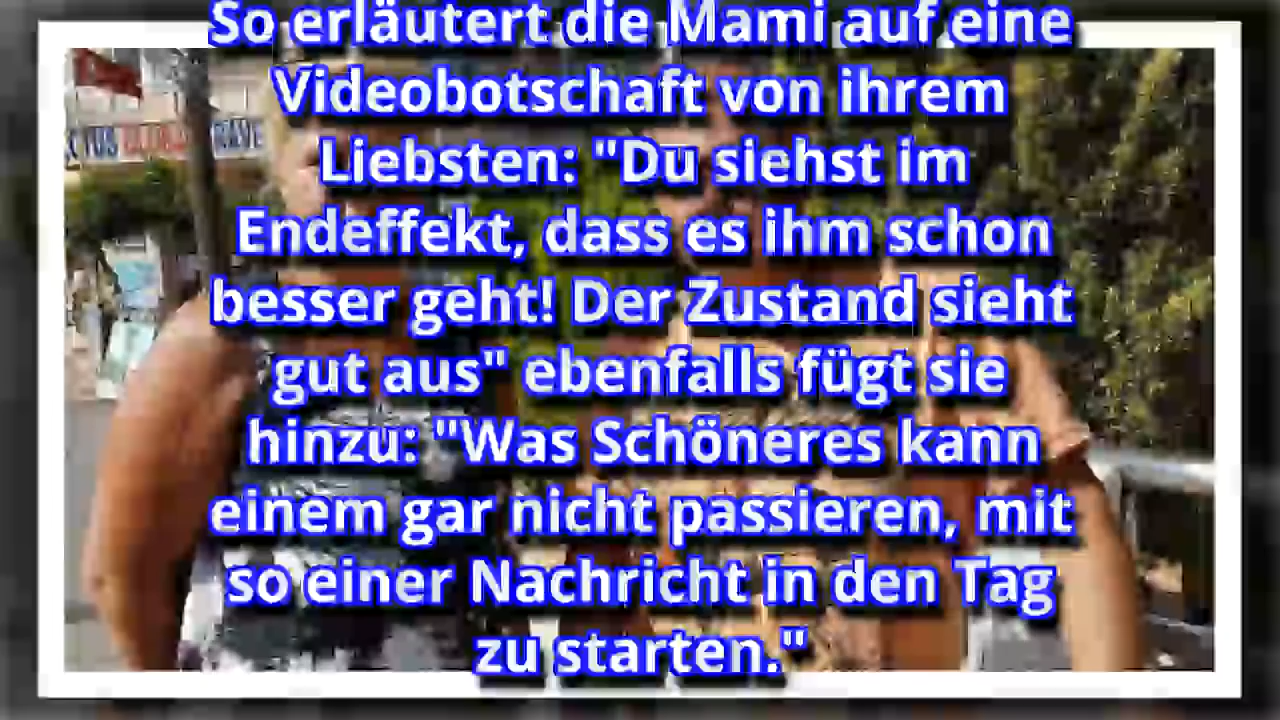 So erläutert die Mami auf eine
Videobotschaft von ihrem
Liebsten: "Du siehst im
Endeffekt, dass es ihm schon
besser geht! Der Zustand sieht
gut aus" ebenfalls fügt sie
hinzu: "Was Schöneres kann
einem gar nicht passieren, mit
so einer Nachricht in den Tag
zu starten."